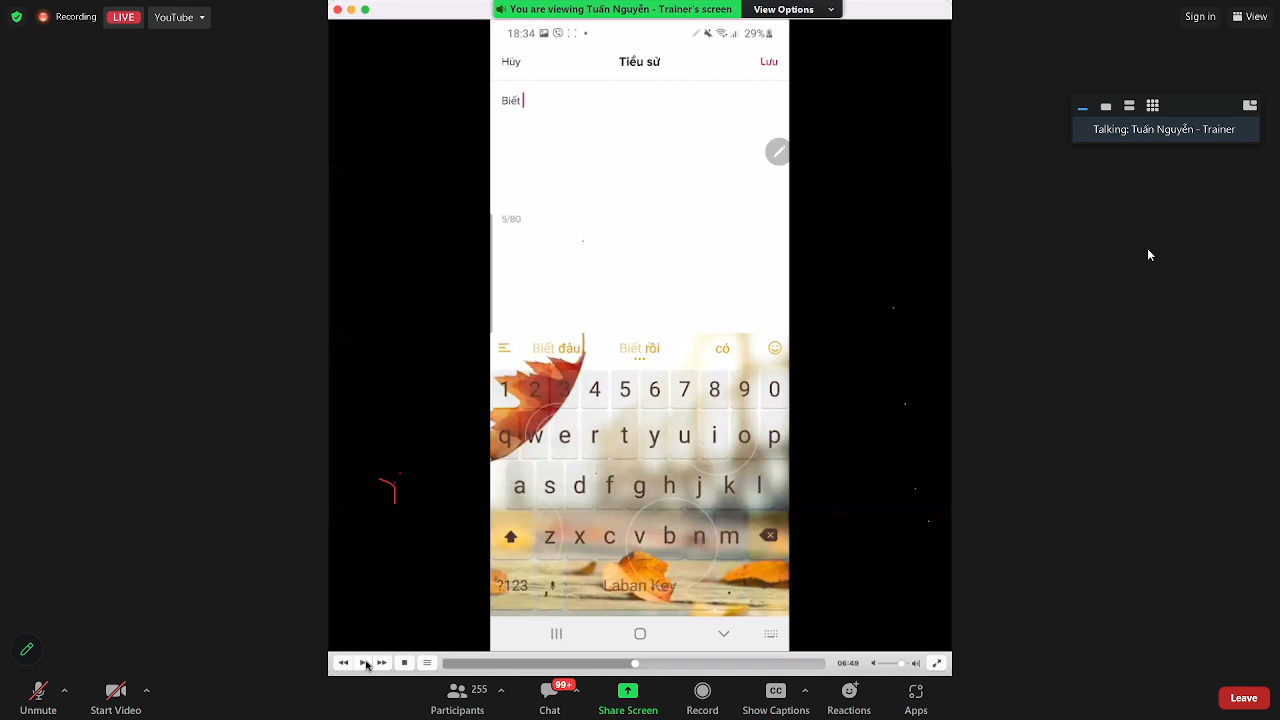 Recording
LIVE
YouTube
You are viewing Tuấn Nguyễn - Trainer's screen
View Options
Sign in
View
18:34
29%
Hủy
Tiểu sử
Lưu
Talking: Tuấn Nguyễn - Trainer
Biết
5/80
Biết đâu
Biết rồi
có
1 2 3 4 5 6 7 8 9 0
q w e r t y u i o p
a s d f g h j k l
z x c v b n m
?123 , Laban Key .
06:49
255
99+
CC
Unmute
Start Video
Participants
Chat
Share Screen
Record
Show Captions
Reactions
Apps
Leave